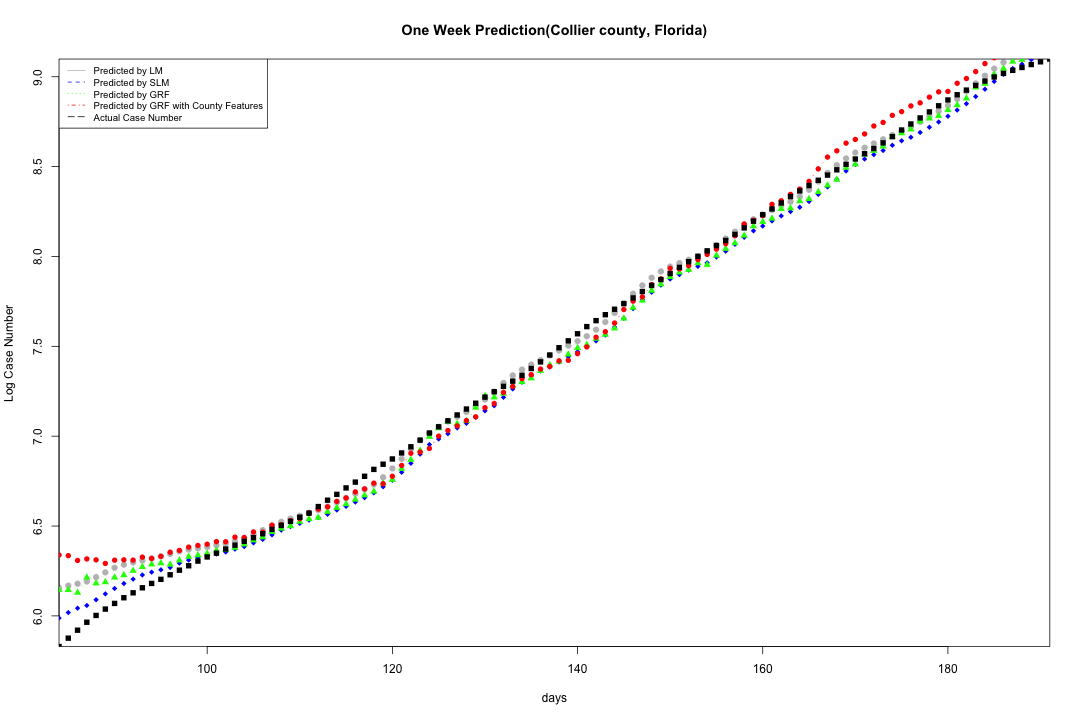 One Week Prediction(Collier county, Florida)
Predicted by LM
Predicted by SLM
Predicted by GRF
Predicted by GRF with County Features
Actual Case Number
9.0
8.5
8.0
7.5
7.0
6.5
6.0
Log Case Number
100 120 140 160 180
days